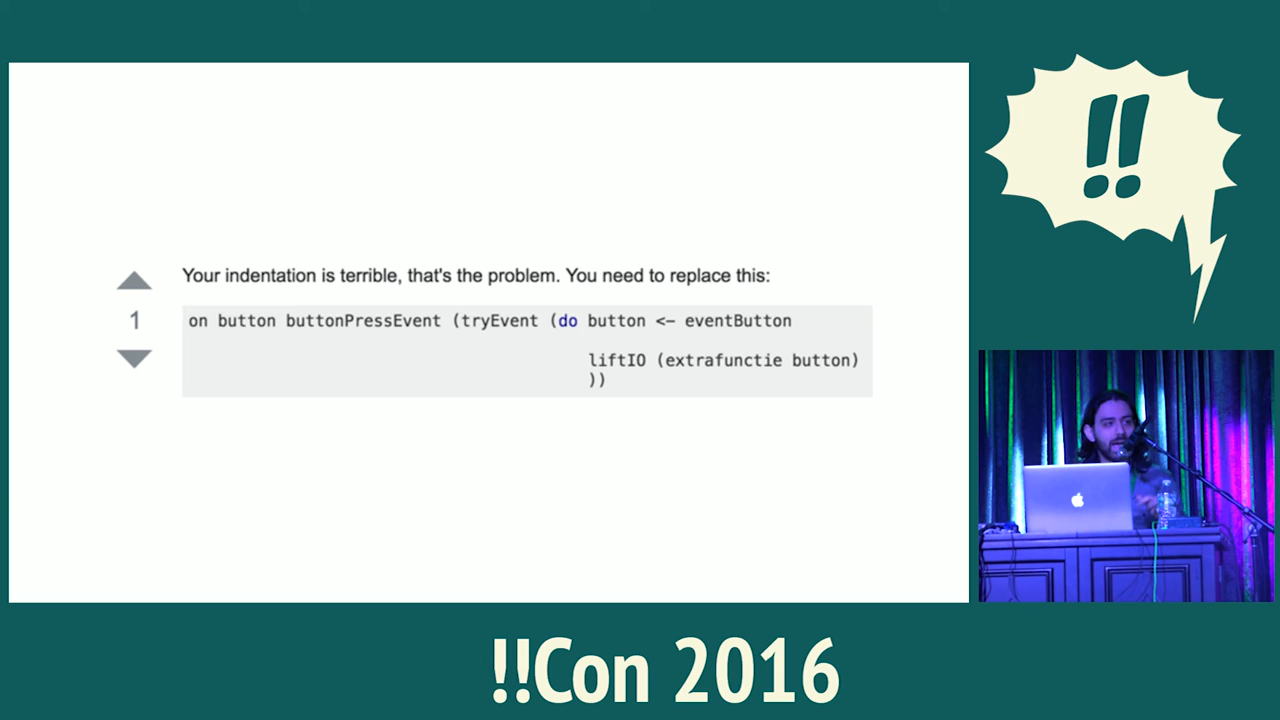 !!
Your indentation is terrible, that's the problem. You need to replace this:
1
on button buttonPressEvent (tryEvent (do button <- eventButton
liftIO (extrafunctie button)
))
!!Con 2016